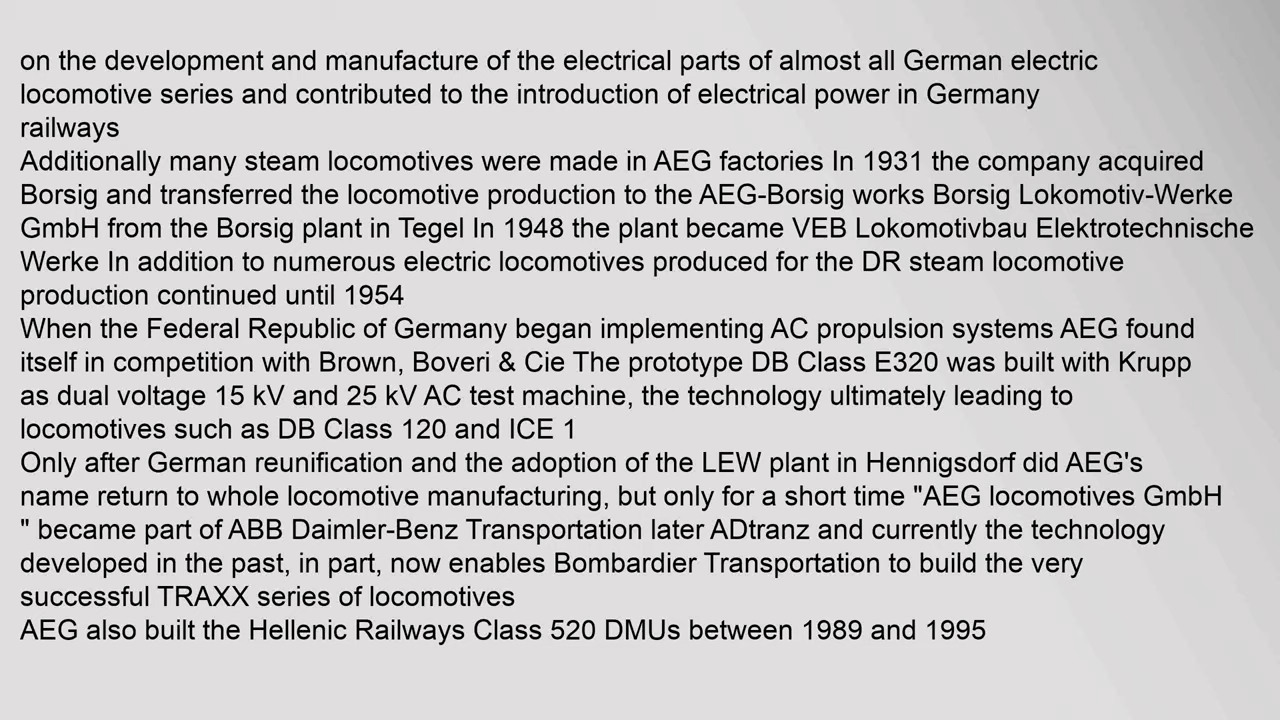 on the development and manufacture of the electrical parts of almost all German electric
locomotive series and contributed to the introduction of electrical power in Germany
railways
Additionally many steam locomotives were made in AEG factories In 1931 the company acquired
Borsig and transferred the locomotive production to the AEG-Borsig works Borsig Lokomotiv-Werke
GmbH from the Borsig plant in Tegel In 1948 the plant became VEB Lokomotivbau Elektrotechnische
Werke In addition to numerous electric locomotives produced for the DR steam locomotive
production continued until 1954
When the Federal Republic of Germany began implementing AC propulsion systems AEG found
itself in competition with Brown, Boveri & Cie The prototype DB Class E320 was built with Krupp
as dual voltage 15 kV and 25 kV AC test machine, the technology ultimately leading to
locomotives such as DB Class 120 and ICE 1
Only after German reunification and the adoption of the LEW plant in Hennigsdorf did AEG's
name return to whole locomotive manufacturing, but only for a short time "AEG locomotives GmbH
" became part of ABB Daimler-Benz Transportation later ADtranz and currently the technology
developed in the past, in part, now enables Bombardier Transportation to build the very
successful TRAXX series of locomotives
AEG also built the Hellenic Railways Class 520 DMUs between 1989 and 1995